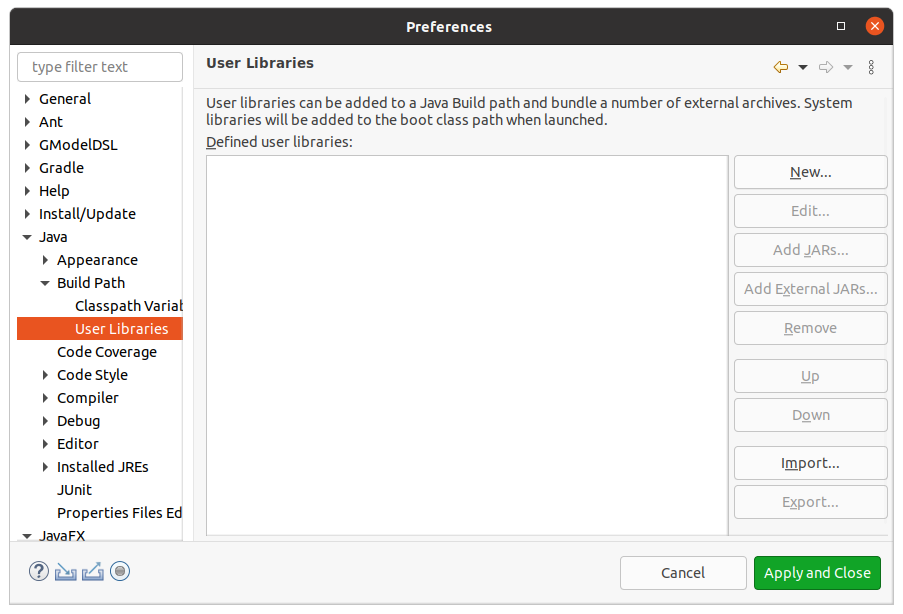 Preferences
type filter text
General
Ant
GModelDSL
Gradle
Help
Install/Update
Java
Appearance
Build Path
Classpath Variab
User Libraries
Code Coverage
Code Style
Compiler
Debug
Editor
Installed JREs
JUnit
Properties Files Ed
JavaFX
User Libraries
User libraries can be added to a Java Build path and bundle a number of external archives. System
libraries will be added to the boot class path when launched.
Defined user libraries:
New...
Edit...
Add JARs...
Add External JARs...
Remove
Up
Down
Import...
Export...
?
Cancel
Apply and Close